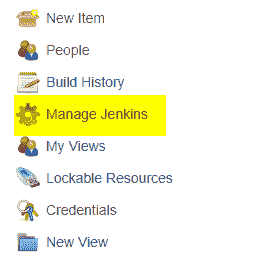 New Item
People
Build History
Manage Jenkins
My Views
Lockable Resources
Credentials
New View